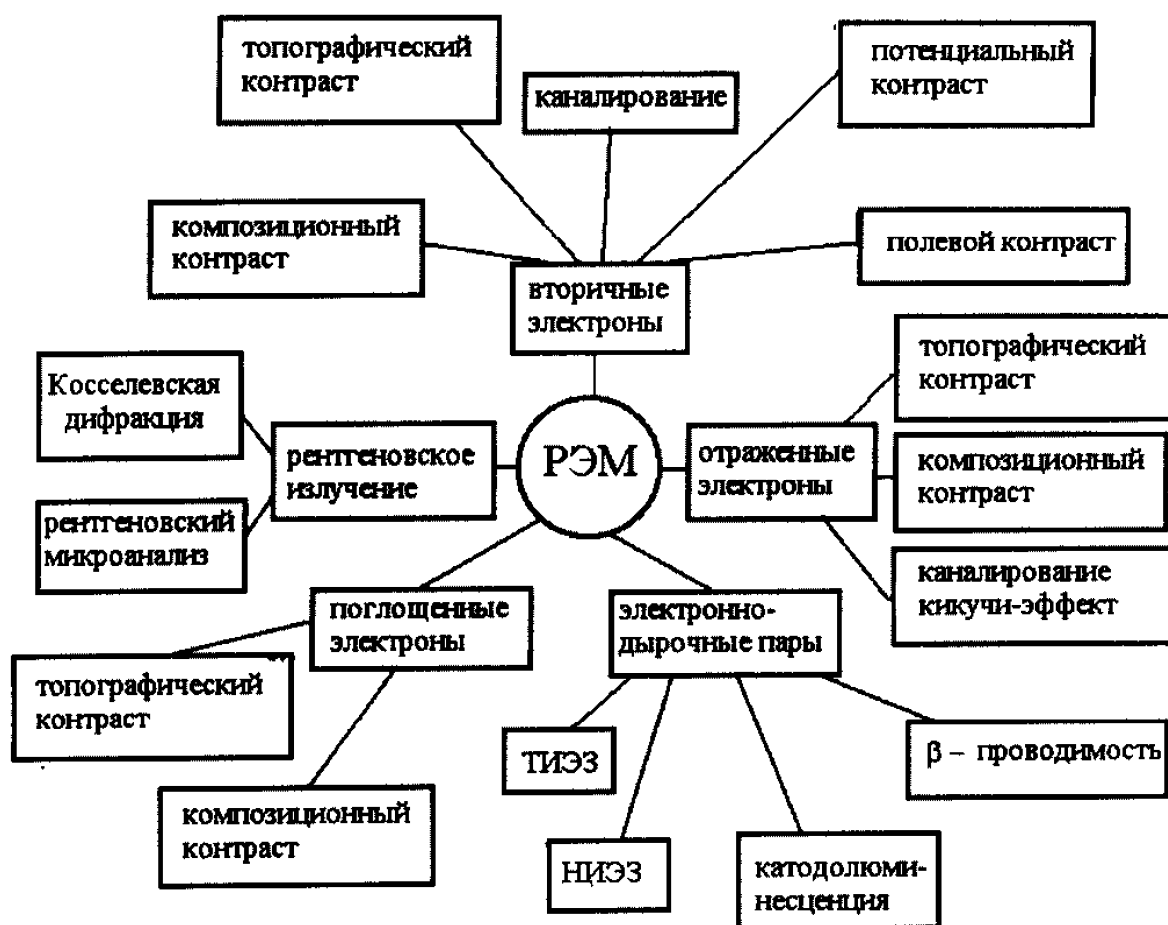 топографический
контраст
каналирование
потенциальный
контраст
композиционный
контраст
вторичные
электроны
полевой контраст
топографический
контраст
Косселевская
дифракция
рентгеновское
излучение
РЭМ
отраженные
электроны
композиционный
контраст
рентгеновский
микроанализ
каналирование
кикучи-эффект
поглощенные
электроны
электронно-
дырочные пары
топографический
контраст
ТИЭЗ
β – проводимость
композиционный
контраст
НИЭЗ
катодолюми-
несценция